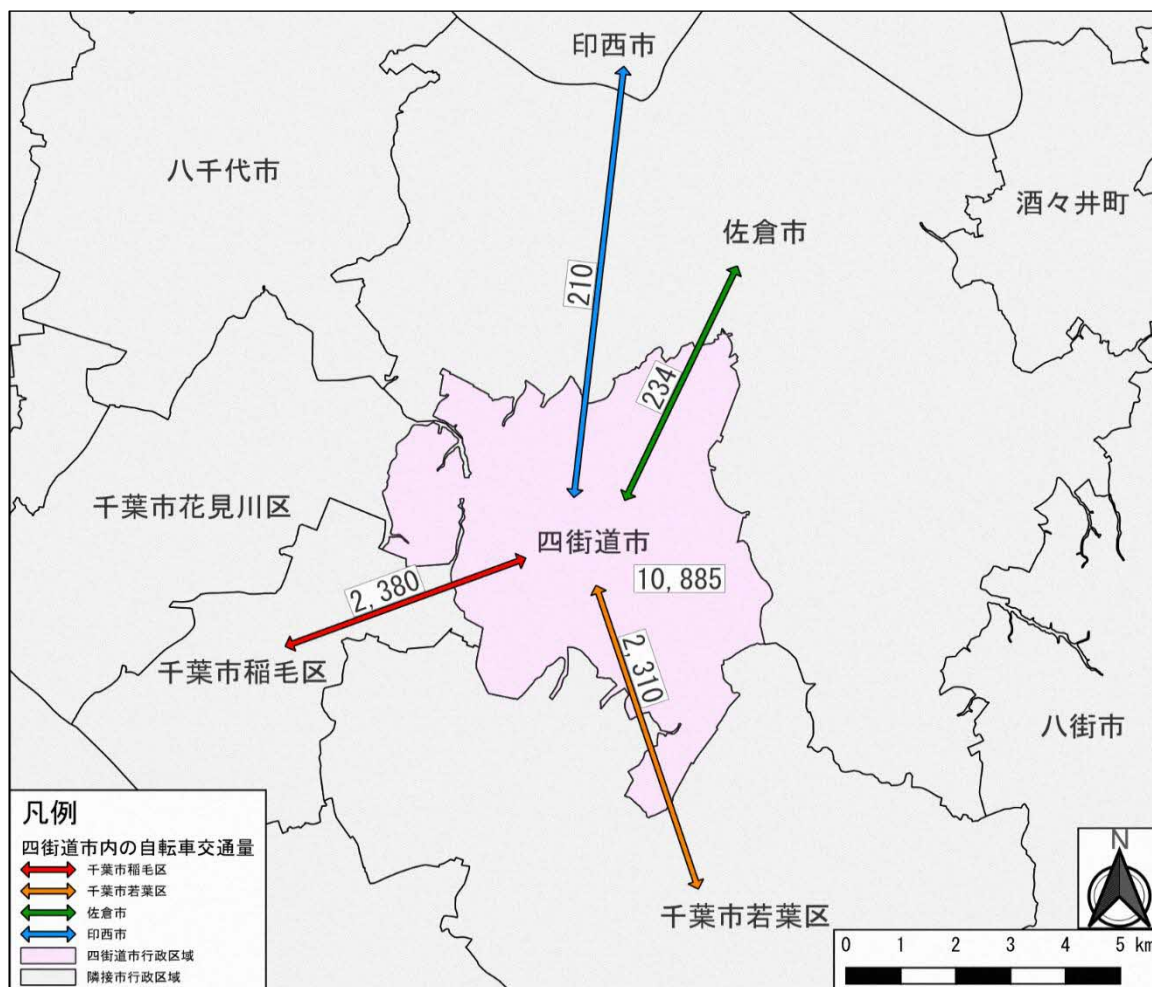 印西市
八千代市
酒々井町
佐倉市
210
234
千葉市花見川区
四街道市
10,885
2,380
2,310
千葉市稲毛区
八街市
千葉市若葉区
凡例
四街道市内の自転車交通量
千葉市稲毛区
千葉市若葉区
佐倉市
印西市
四街道市行政区域
隣接市行政区域
N
0 1 2 3 4 5 km